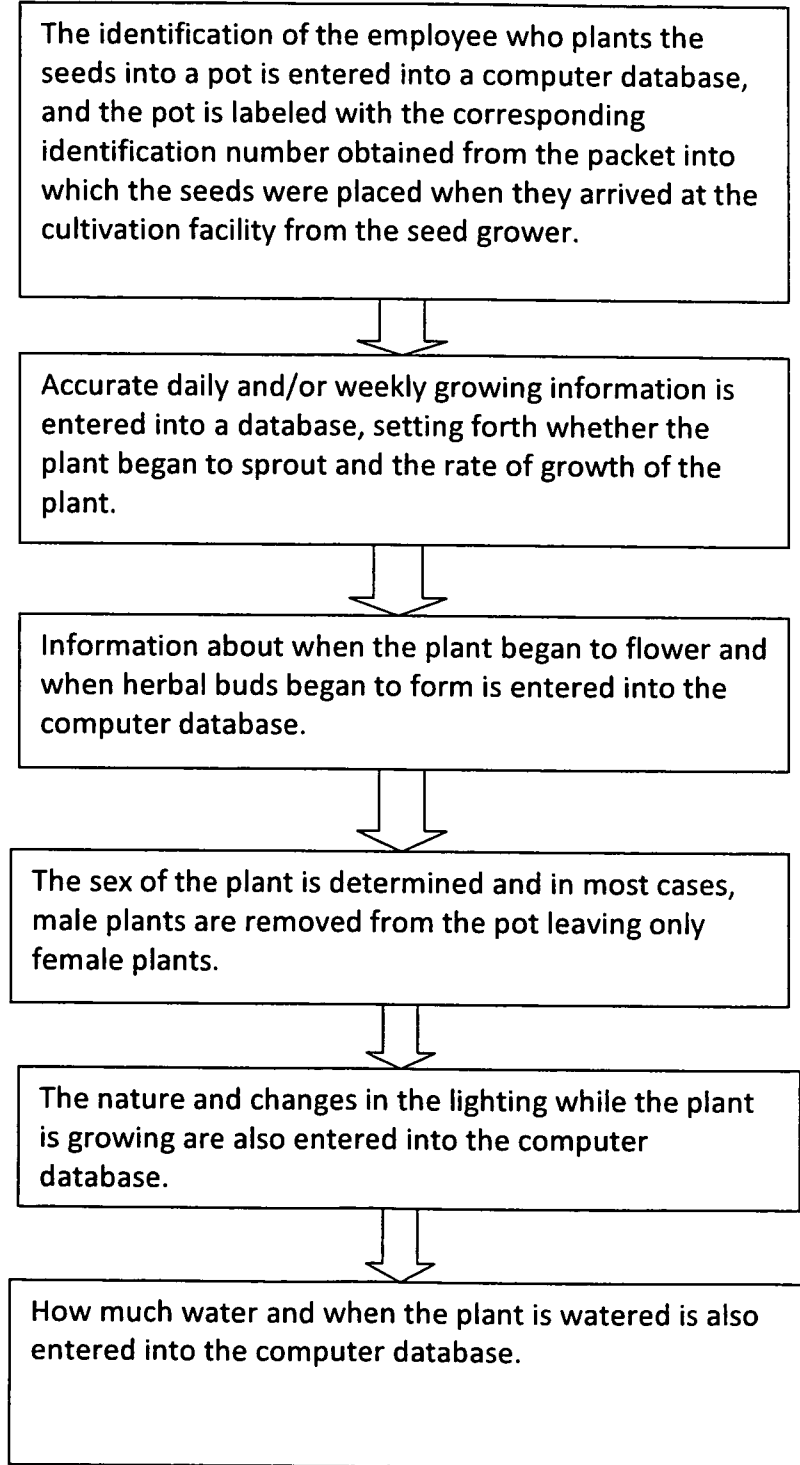 The identification of the employee who plants the
seeds into a pot is entered into a computer database,
and the pot is labeled with the corresponding
identification number obtained from the packet into
which the seeds were placed when they arrived at the
cultivation facility from the seed grower.
Accurate daily and/or weekly growing information is
entered into a database, setting forth whether the
plant began to sprout and the rate of growth of the
plant.
Information about when the plant began to flower and
when herbal buds began to form is entered into the
computer database.
The sex of the plant is determined and in most cases,
male plants are removed from the pot leaving only
female plants.
The nature and changes in the lighting while the plant
is growing are also entered into the computer
database.
How much water and when the plant is watered is also
entered into the computer database.